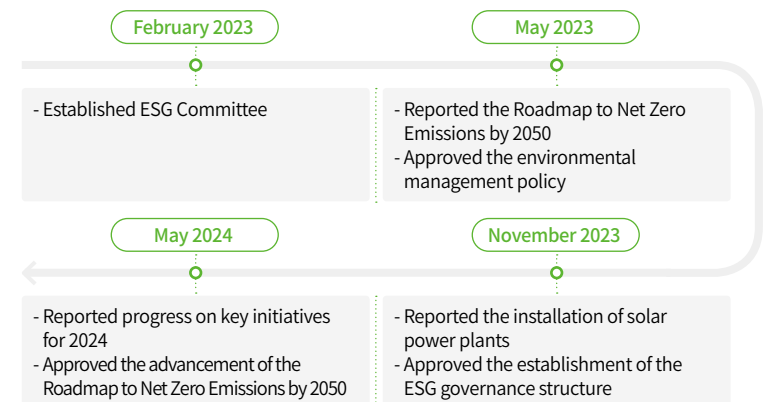 February 2023
- Established ESG Committee
May 2023
- Reported the Roadmap to Net Zero
Emissions by 2050
- Approved the environmental
management policy
November 2023
- Reported the installation of solar
power plants
- Approved the establishment of the
ESG governance structure
May 2024
- Reported progress on key initiatives
for 2024
- Approved the advancement of the
Roadmap to Net Zero Emissions by 2050